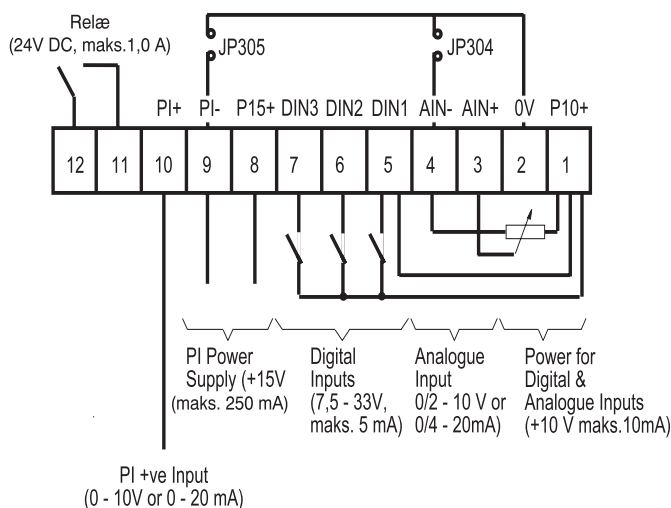 Relæ
(24V DC, maks.1,0 A)
JP305
JP304
PI+ PI- P15+ DIN3 DIN2 DIN1 AIN- AIN+ 0V P10+
12 11 10 9 8 7 6 5 4 3 2 1
PI Power
Supply (+15V
(maks. 250 mA)
Digital
Inputs
(7,5 - 33V,
maks. 5 mA)
Analogue
Input
0/2 - 10 V or
0/4 - 20mA)
Power for
Digital &
Analogue Inputs
(+10 V maks.10mA)
PI +ve Input
(0 - 10V or 0 - 20 mA)